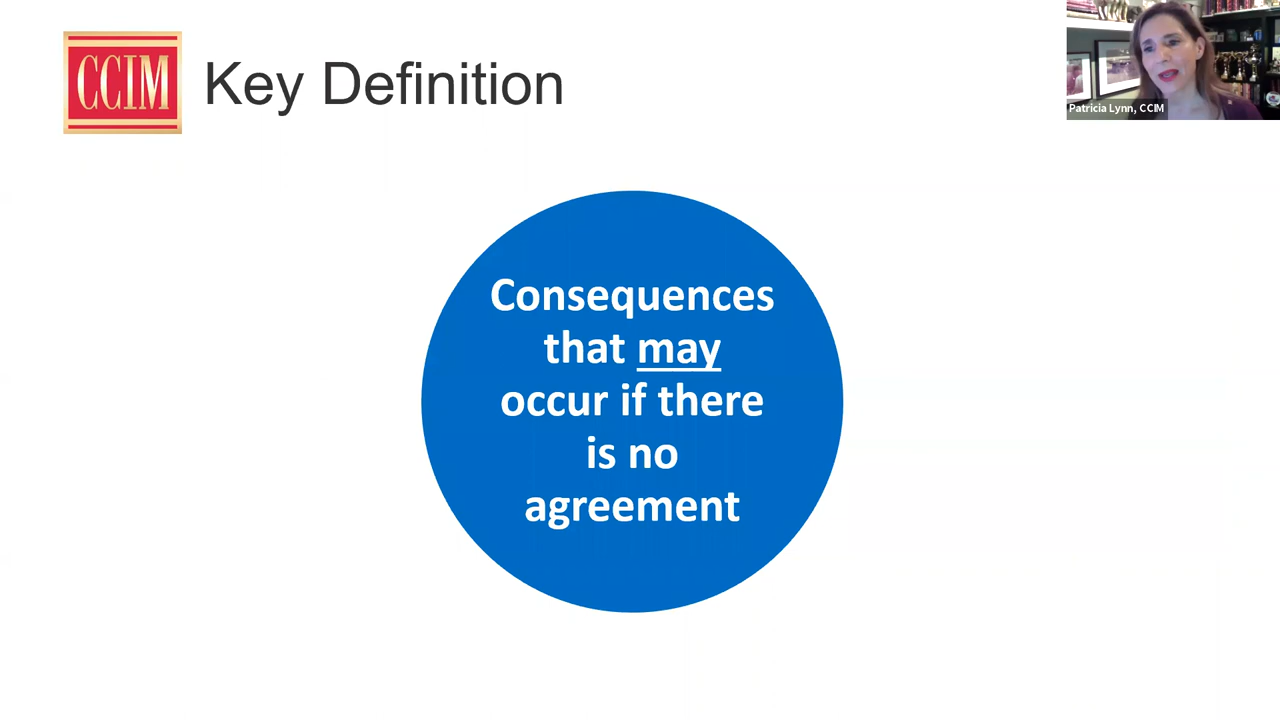 CCIM
Key Definition
Patricia Lynn, CCIM
Consequences
that may
occur if there
is no
agreement